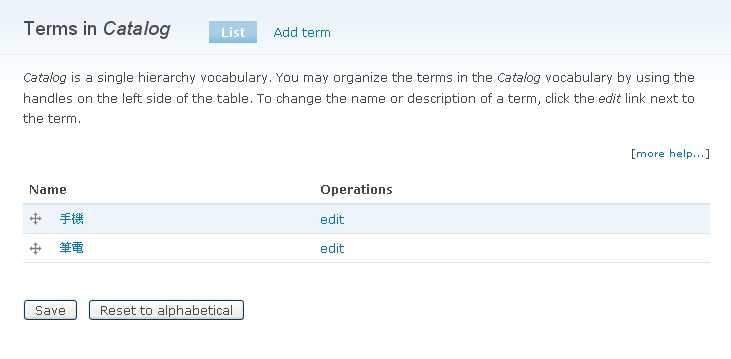 Terms in Catalog List Add term
Catalog is a single hierarchy vocabulary. You may organize the terms in the Catalog vocabulary by using the
handles on the left side of the table. To change the name or description of a term, click the edit link next to
the term.
[more help...]
Name Operations
手機 edit
筆電 edit
Save Reset to alphabetical